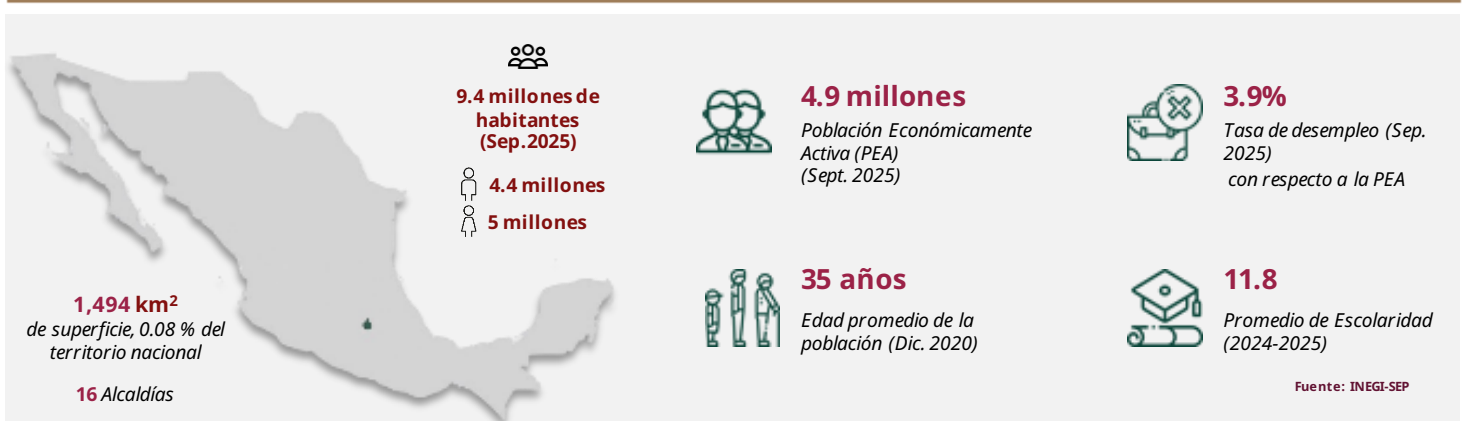 9.4 millones de
habitantes
(Sep.2025)
4.4 millones
5 millones
1,494 km²
de superficie, 0.08 % del
territorio nacional
16 Alcaldías
4.9 millones
Población Económicamente
Activa (PEA)
(Sept. 2025)
3.9%
Tasa de desempleo (Sep.
2025)
con respecto a la PEA
35 años
Edad promedio de la
población (Dic. 2020)
11.8
Promedio de Escolaridad
(2024-2025)
Fuente: INEGI-SEP